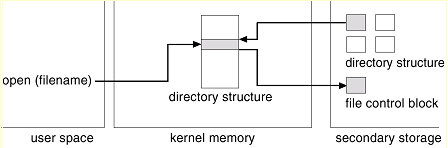 open (filename)
directory structure
directory structure
file control block
user space
kernel memory
secondary storage